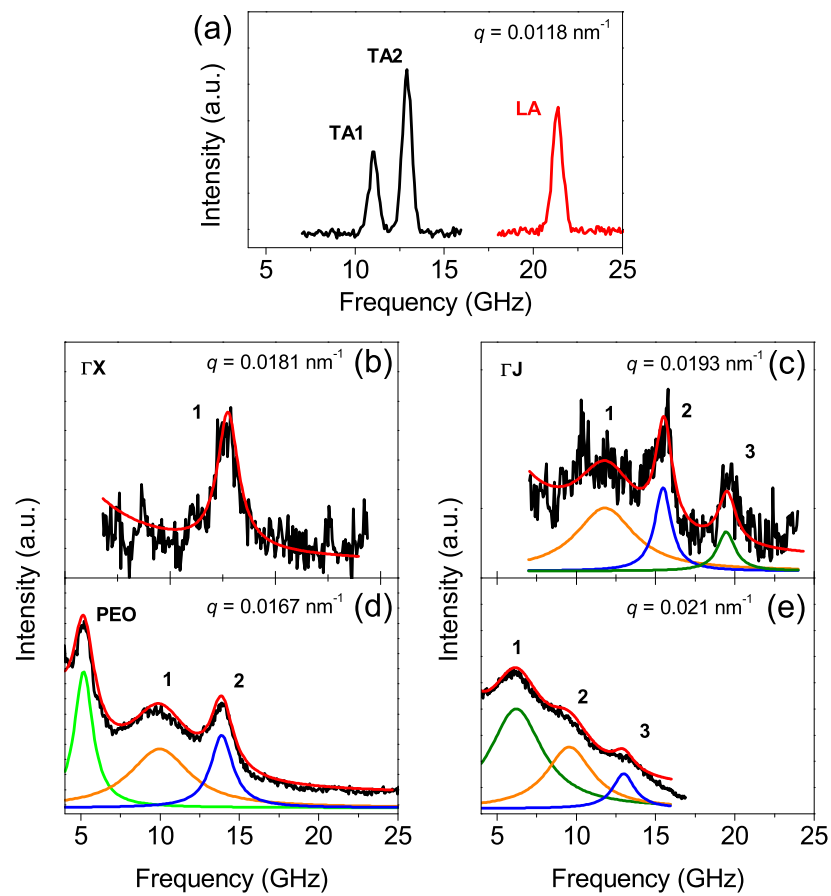 (a)
q = 0.0118 nm⁻¹
TA1
TA2
LA
Intensity (a.u.)
5 10 15 20 25
Frequency (GHz)
ΓX
q = 0.0181 nm⁻¹
(b)
1
ΓJ
q = 0.0193 nm⁻¹
(c)
1
2
3
Intensity (a.u.)
Intensity (a.u.)
PEO
q = 0.0167 nm⁻¹
(d)
1
2
5 10 15 20 25
Frequency (GHz)
q = 0.021 nm⁻¹
(e)
1
2
3
5 10 15 20 25
Frequency (GHz)